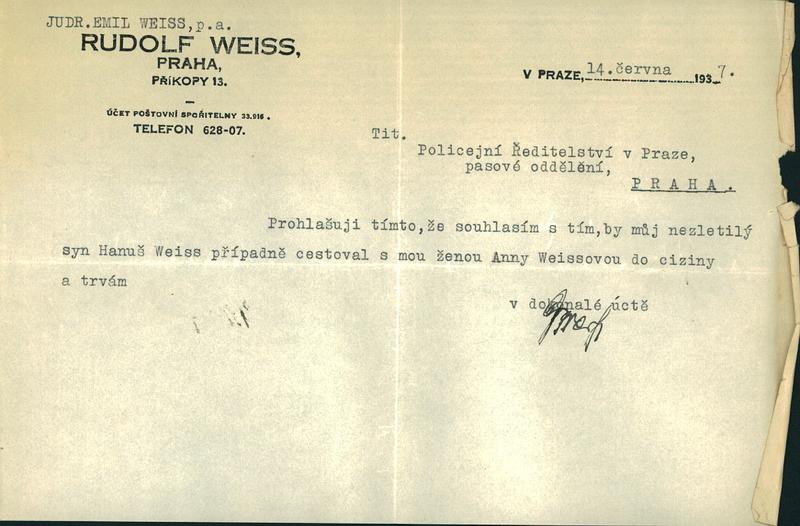 JUDR.EMIL WEISS,p.a.
RUDOLF WEISS,
PRAHA,
PŘÍKOPY 13.
ÚČET POŠTOVNÍ SPOŘITELNY 33.916.
TELEFON 628-07.
V PRAZE, 14.června 1937.
Tit.
Policejní Ředitelství v Praze,
pasové oddělení,
PRAHA.
Prohlašuji tímto,že souhlasím s tím,by můj nezletilý
syn Hanuš Weiss případně cestoval s mou ženou Anny Weissovou do ciziny
a trvám
v dokonalé úctě